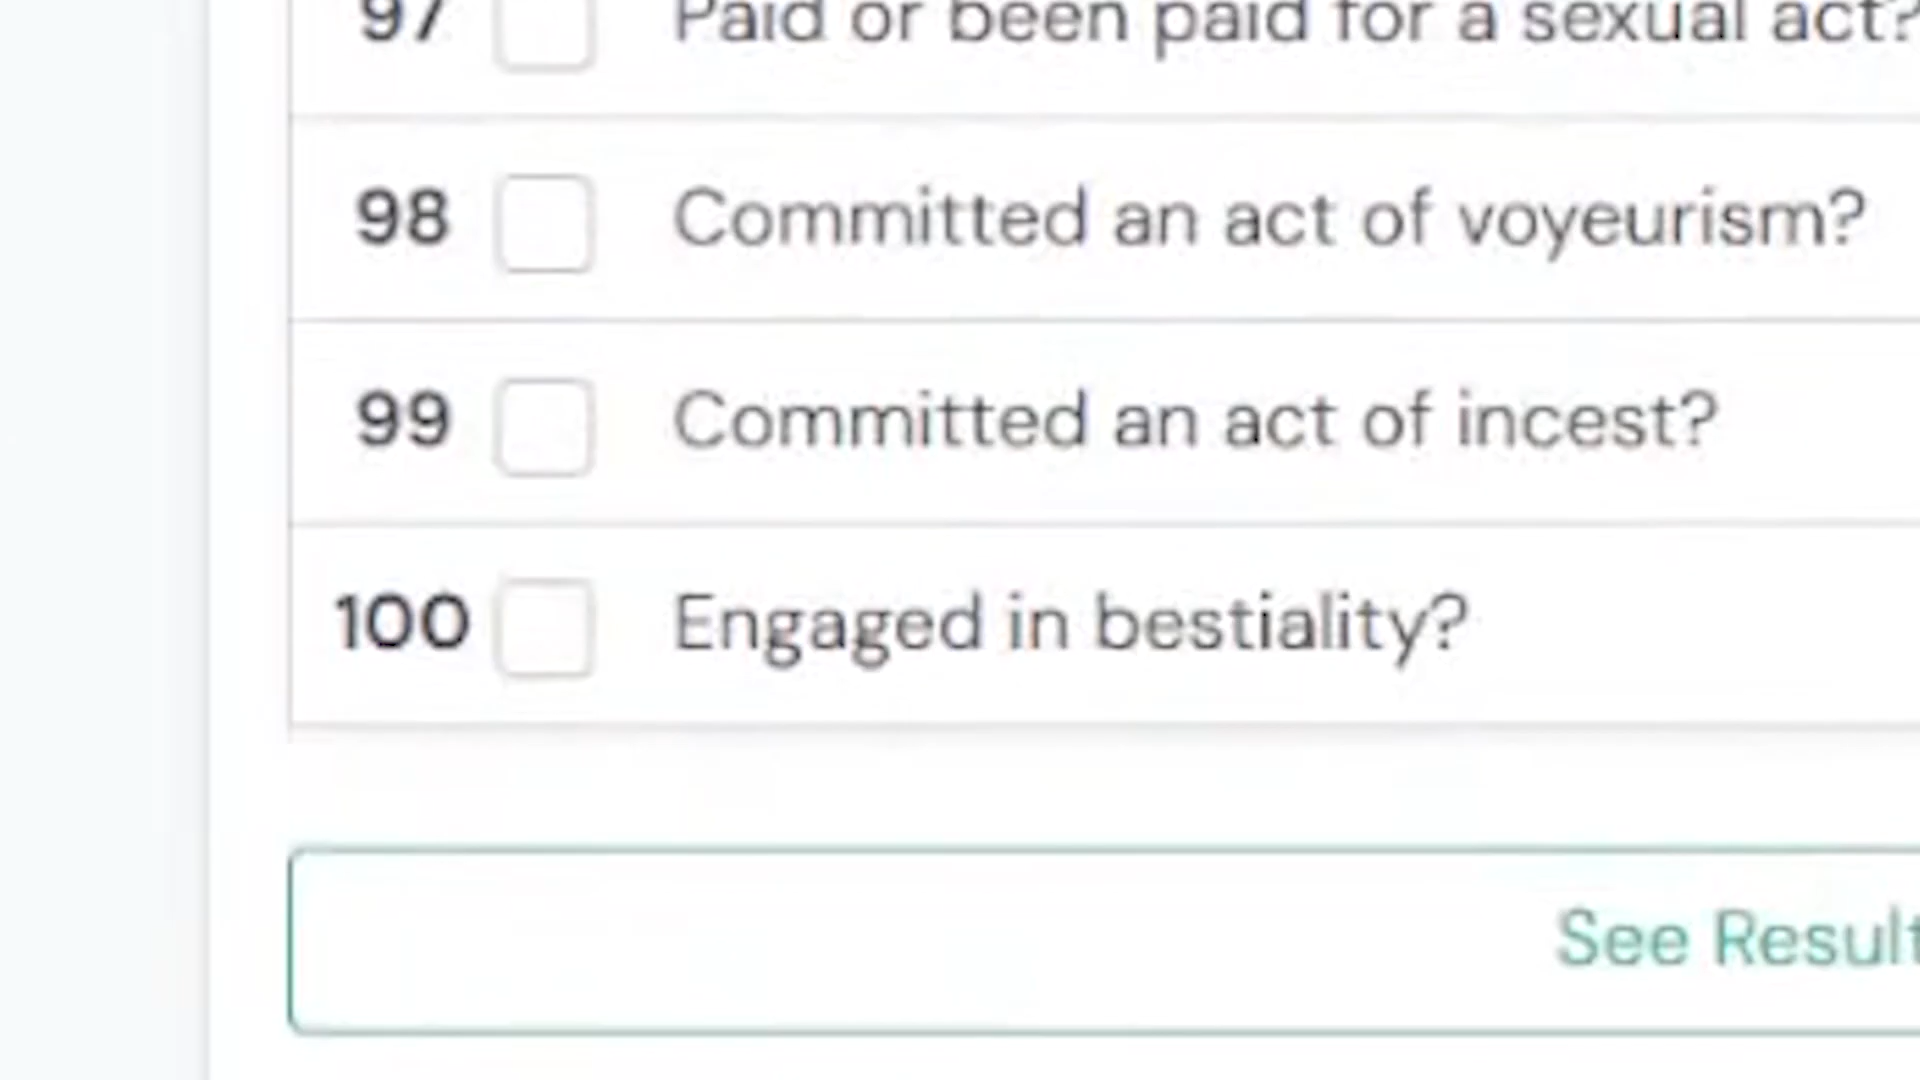 97 Paid or been paid for a sexual act?
98 Committed an act of voyeurism?
99 Committed an act of incest?
100 Engaged in bestiality?
See Result